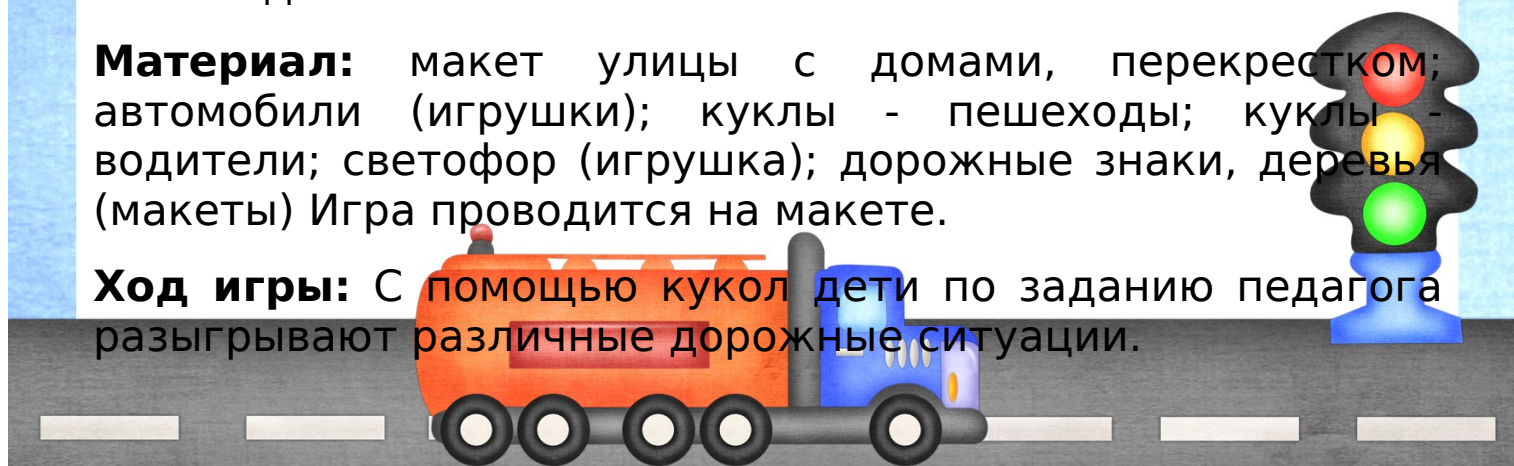 Материал: макет улицы с домами, перекрестком;
автомобили (игрушки); куклы - пешеходы; куклы -
водители; светофор (игрушка); дорожные знаки, деревья
(макеты) Игра проводится на макете.
Ход игры: С помощью кукол дети по заданию педагога
разыгрывают различные дорожные ситуации.